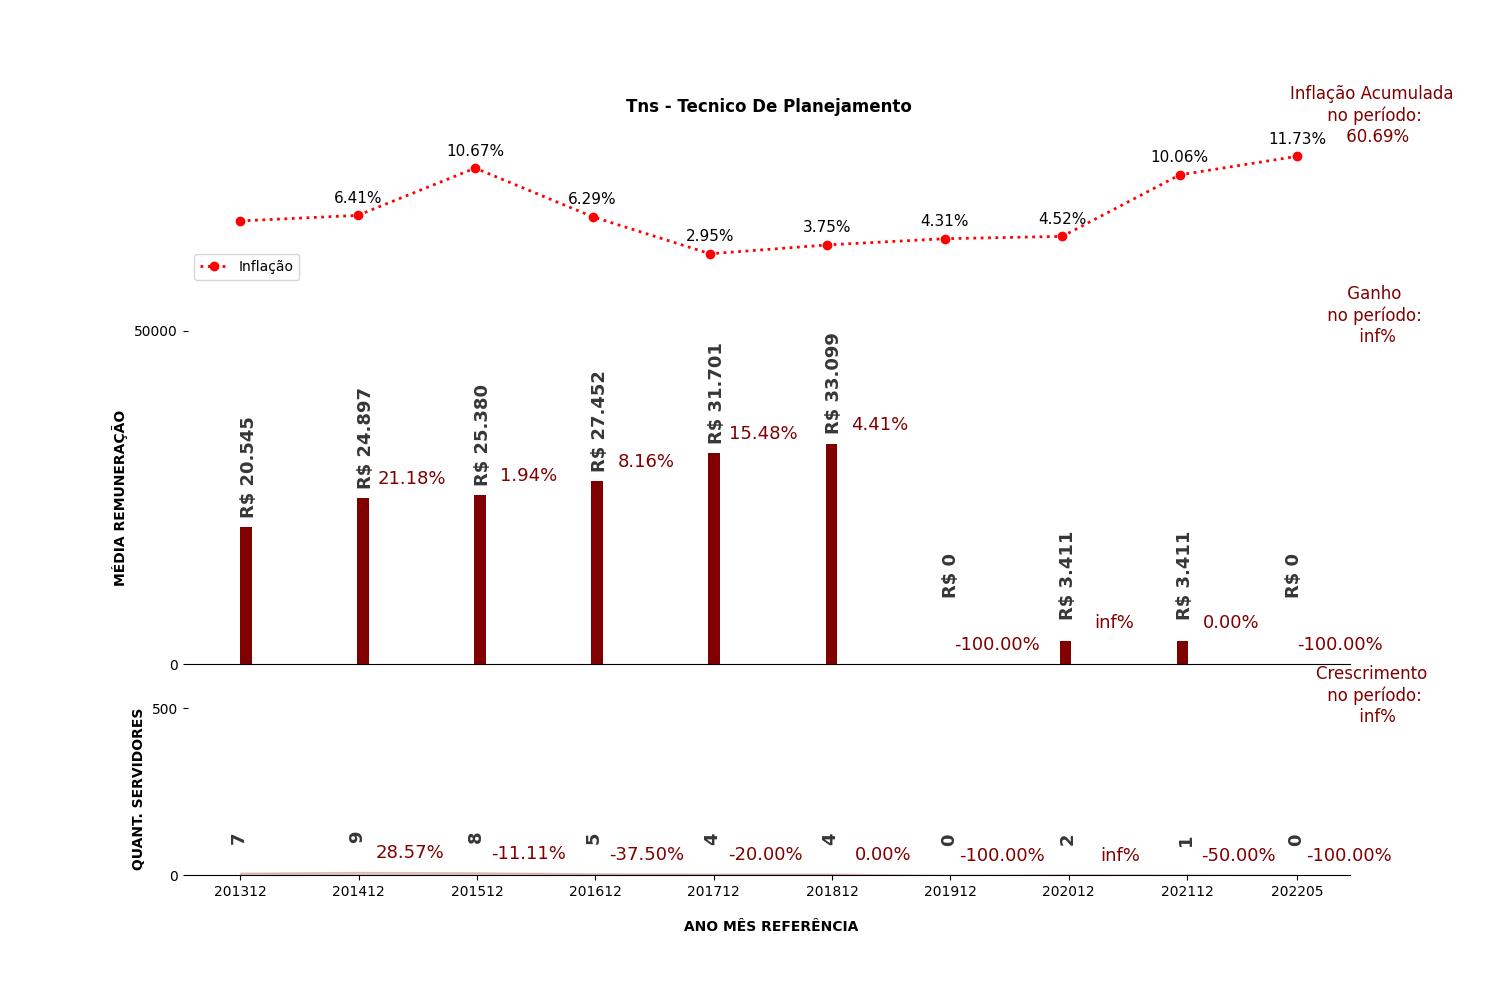 Tns - Tecnico De Planejamento
Inflação Acumulada
no período:
60.69%
6.41%
10.67%
6.29%
2.95%
3.75%
4.31%
4.52%
10.06%
11.73%
Inflação
Ganho
no período:
inf%
MÉDIA REMUNERAÇÃO
50000
0
R$ 20.545
R$ 24.897
R$ 25.380
R$ 27.452
R$ 31.701
R$ 33.099
R$ 0
R$ 3.411
R$ 3.411
R$ 0
21.18%
1.94%
8.16%
15.48%
4.41%
-100.00%
inf%
0.00%
-100.00%
Crescimento
no período:
inf%
QUANT. SERVIDORES
500
0
7
9
8
5
4
4
0
2
1
0
28.57%
-11.11%
-37.50%
-20.00%
0.00%
-100.00%
inf%
-50.00%
-100.00%
201312
201412
201512
201612
201712
201812
201912
202012
202112
202205
ANO MÊS REFERÊNCIA